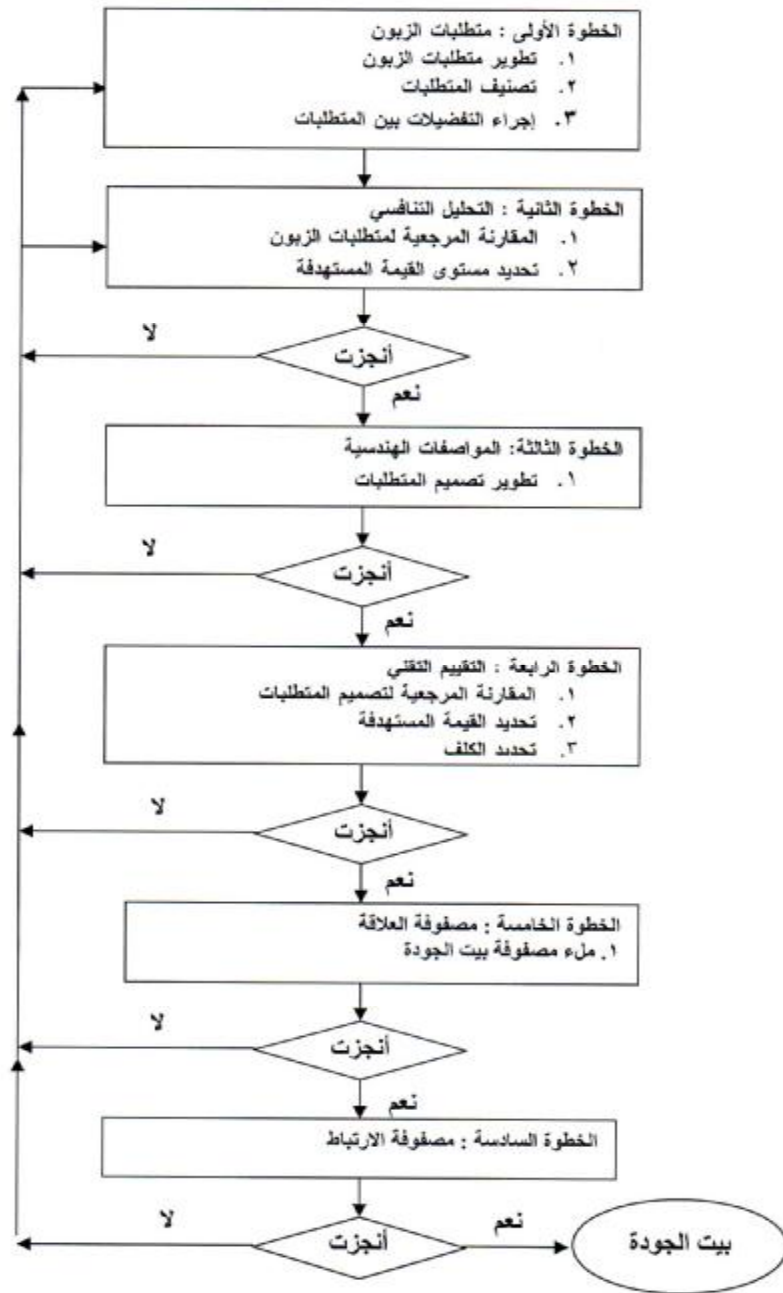 الخطوة الأولى : متطلبات الزبون
١. تطوير متطلبات الزبون
٢. تصنيف المتطلبات
٣. إجراء التفضيلات بين المتطلبات
الخطوة الثانية : التحليل التنافسي
١. المقارنة المرجعية لمتطلبات الزبون
٢. تحديد مستوى القيمة المستهدفة
أنجزت
لا
نعم
الخطوة الثالثة: المواصفات الهندسية
١. تطوير تصميم المتطلبات
أنجزت
لا
نعم
الخطوة الرابعة : التقييم التقني
١. المقارنة المرجعية لتصميم المتطلبات
٢. تحديد القيمة المستهدفة
٣. تحديد الكلف
أنجزت
لا
نعم
الخطوة الخامسة : مصفوفة العلاقة
١. ملء مصفوفة بيت الجودة
أنجزت
لا
نعم
الخطوة السادسة : مصفوفة الارتباط
أنجزت
لا
نعم
بيت الجودة